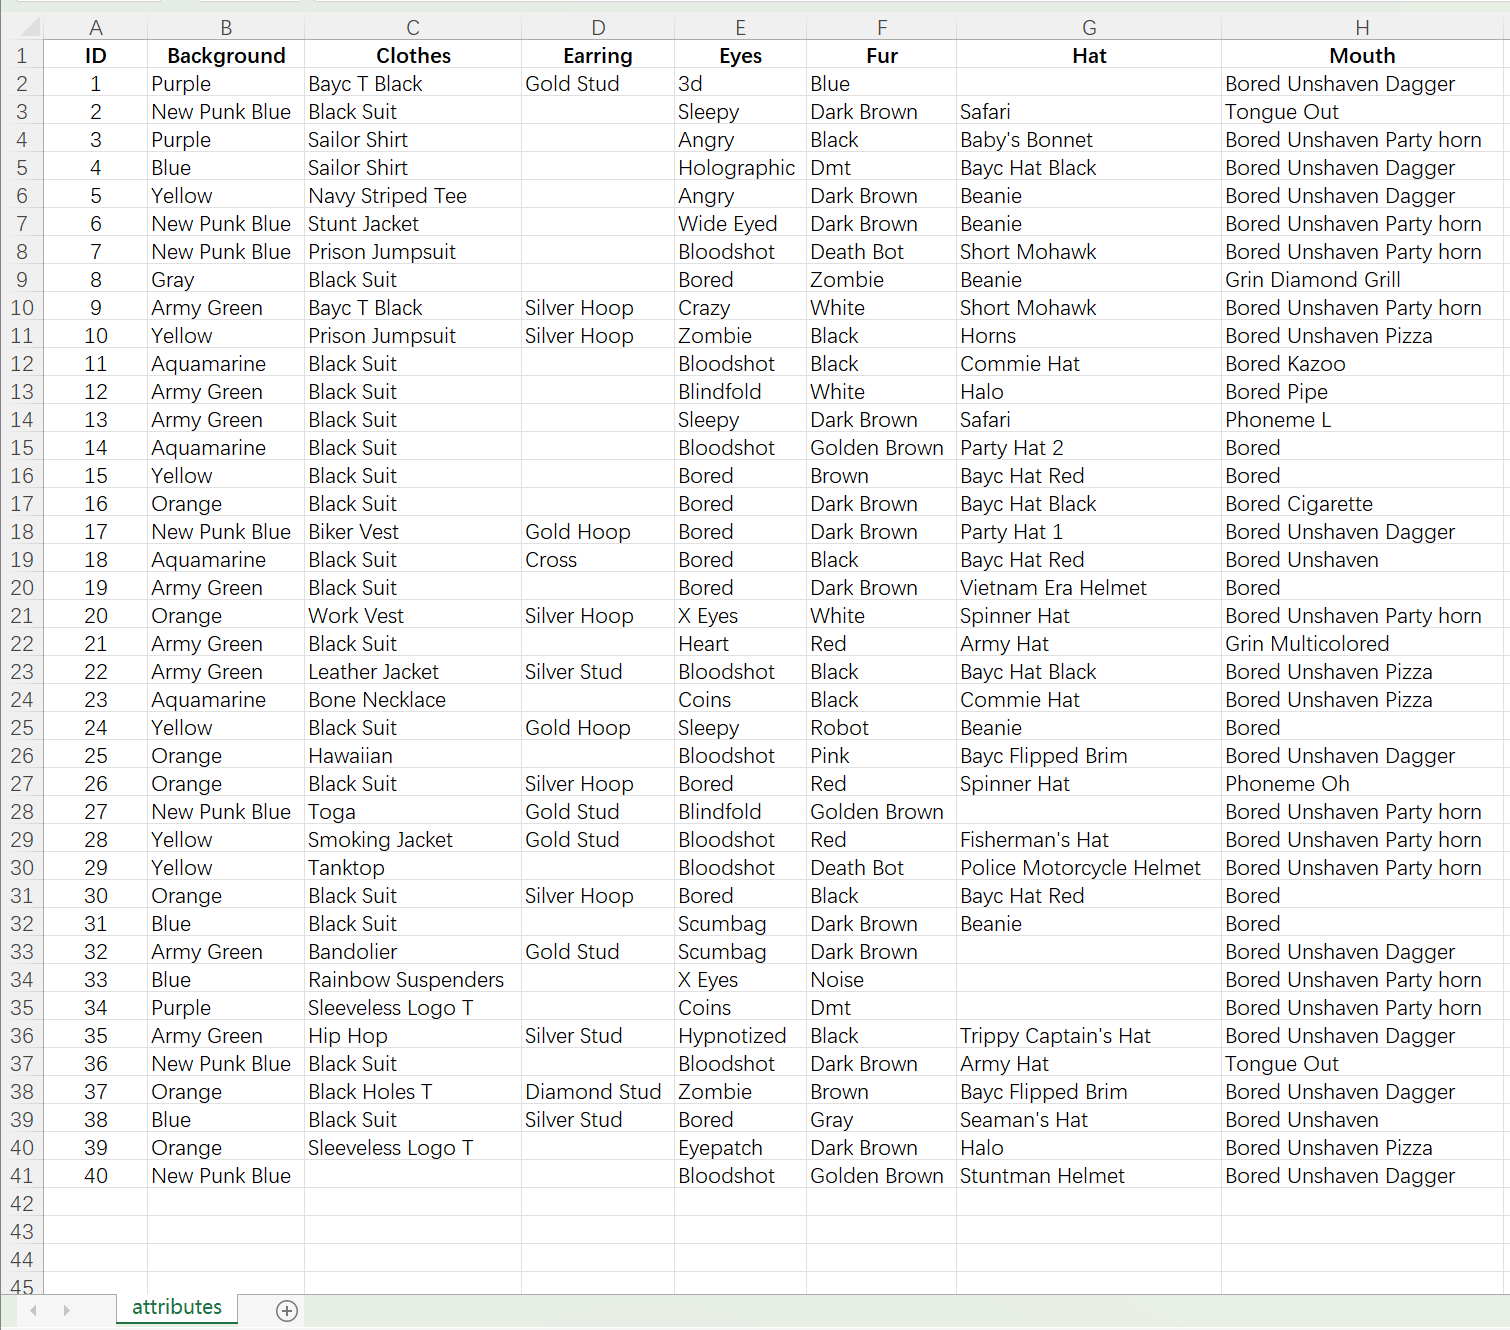 A B C D E F G H
1 ID Background Clothes Earring Eyes Fur Hat Mouth
2 1 Purple Bayc T Black Gold Stud 3d Blue Bored Unshaven Dagger
3 2 New Punk Blue Black Suit Sleepy Dark Brown Safari Tongue Out
4 3 Purple Sailor Shirt Angry Black Baby's Bonnet Bored Unshaven Party horn
5 4 Blue Sailor Shirt Holographic Dmt Bayc Hat Black Bored Unshaven Dagger
6 5 Yellow Navy Striped Tee Angry Dark Brown Beanie Bored Unshaven Dagger
7 6 New Punk Blue Stunt Jacket Wide Eyed Dark Brown Beanie Bored Unshaven Party horn
8 7 New Punk Blue Prison Jumpsuit Bloodshot Death Bot Short Mohawk Bored Unshaven Party horn
9 8 Gray Black Suit Bored Zombie Beanie Grin Diamond Grill
10 9 Army Green Bayc T Black Silver Hoop Crazy White Short Mohawk Bored Unshaven Party horn
11 10 Yellow Prison Jumpsuit Silver Hoop Zombie Black Horns Bored Unshaven Pizza
12 11 Aquamarine Black Suit Bloodshot Black Commie Hat Bored Kazoo
13 12 Army Green Black Suit Blindfold White Halo Bored Pipe
14 13 Army Green Black Suit Sleepy Dark Brown Safari Phoneme L
15 14 Aquamarine Black Suit Bloodshot Golden Brown Party Hat 2 Bored
16 15 Yellow Black Suit Bored Brown Bayc Hat Red Bored
17 16 Orange Black Suit Bored Dark Brown Bayc Hat Black Bored Cigarette
18 17 New Punk Blue Biker Vest Gold Hoop Bored Dark Brown Party Hat 1 Bored Unshaven Dagger
19 18 Aquamarine Black Suit Cross Bored Black Bayc Hat Red Bored Unshaven
20 19 Army Green Black Suit Bored Dark Brown Vietnam Era Helmet Bored
21 20 Orange Work Vest Silver Hoop X Eyes White Spinner Hat Bored Unshaven Party horn
22 21 Army Green Black Suit Heart Red Army Hat Grin Multicolored
23 22 Army Green Leather Jacket Silver Stud Bloodshot Black Bayc Hat Black Bored Unshaven Pizza
24 23 Aquamarine Bone Necklace Coins Black Commie Hat Bored Unshaven Pizza
25 24 Yellow Black Suit Gold Hoop Sleepy Robot Beanie Bored
26 25 Orange Hawaiian Bloodshot Pink Bayc Flipped Brim Bored Unshaven Dagger
27 26 Orange Black Suit Silver Hoop Bored Red Spinner Hat Phoneme Oh
28 27 New Punk Blue Toga Gold Stud Blindfold Golden Brown Bored Unshaven Party horn
29 28 Yellow Smoking Jacket Gold Stud Bloodshot Red Fisherman's Hat Bored Unshaven Party horn
30 29 Yellow Tanktop Bloodshot Death Bot Police Motorcycle Helmet Bored Unshaven Party horn
31 30 Orange Black Suit Silver Hoop Bored Black Bayc Hat Red Bored
32 31 Blue Black Suit Scumbag Dark Brown Beanie Bored
33 32 Army Green Bandolier Gold Stud Scumbag Dark Brown Bored Unshaven Dagger
34 33 Blue Rainbow Suspenders X Eyes Noise Bored Unshaven Party horn
35 34 Purple Sleeveless Logo T Coins Dmt Bored Unshaven Party horn
36 35 Army Green Hip Hop Silver Stud Hypnotized Black Trippy Captain's Hat Bored Unshaven Dagger
37 36 New Punk Blue Black Suit Bloodshot Dark Brown Army Hat Tongue Out
38 37 Orange Black Holes T Diamond Stud Zombie Brown Bayc Flipped Brim Bored Unshaven Dagger
39 38 Blue Black Suit Silver Stud Bored Gray Seaman's Hat Bored Unshaven
40 39 Orange Sleeveless Logo T Eyepatch Dark Brown Halo Bored Unshaven Pizza
41 40 New Punk Blue Bloodshot Golden Brown Stuntman Helmet Bored Unshaven Dagger
42
43
44
45
attributes